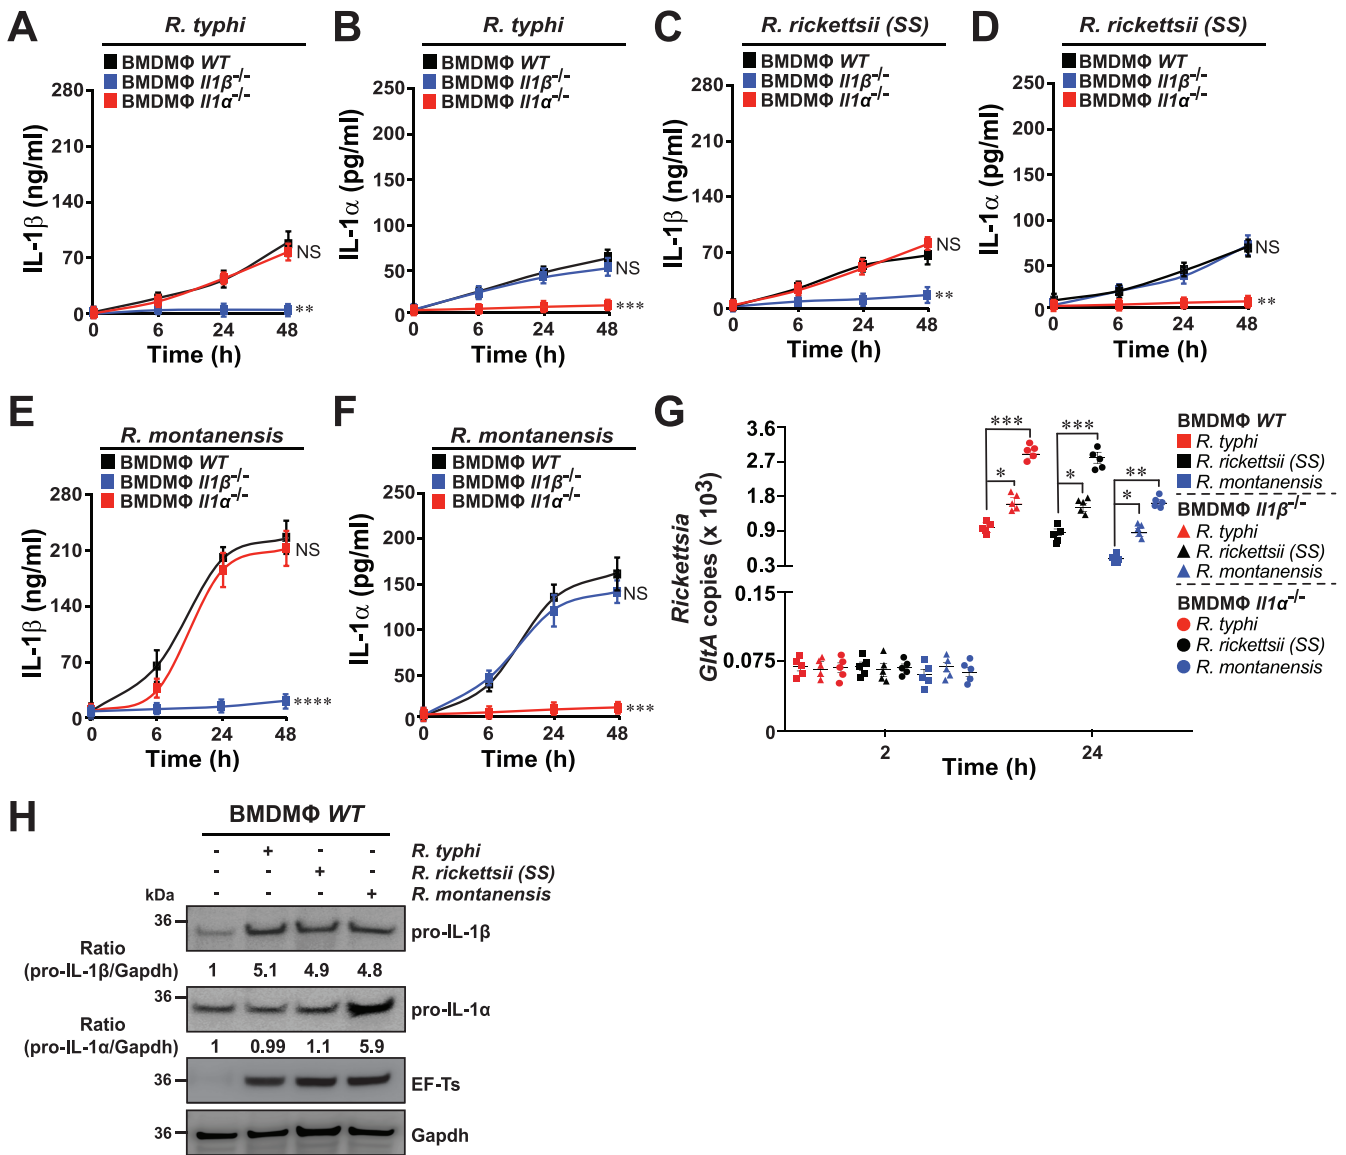 A
R. typhi
BMDMΦ WT
BMDMΦ Il1β-/-
BMDMΦ Il1α-/-
IL-1β (ng/ml)
280
210
140
70
0
0 6 24 48
Time (h)
NS
**
B
R. typhi
BMDMΦ WT
BMDMΦ Il1β-/-
BMDMΦ Il1α-/-
IL-1α (pg/ml)
250
200
150
100
50
0
0 6 24 48
Time (h)
NS
***
C
R. rickettsii (SS)
BMDMΦ WT
BMDMΦ Il1β-/-
BMDMΦ Il1α-/-
IL-1β (ng/ml)
280
210
140
70
0
0 6 24 48
Time (h)
NS
**
D
R. rickettsii (SS)
BMDMΦ WT
BMDMΦ Il1β-/-
BMDMΦ Il1α-/-
IL-1α (pg/ml)
250
200
150
100
50
0
0 6 24 48
Time (h)
NS
**
E
R. montanensis
BMDMΦ WT
BMDMΦ Il1β-/-
BMDMΦ Il1α-/-
IL-1β (ng/ml)
280
210
140
70
0
0 6 24 48
Time (h)
NS
****
F
R. montanensis
BMDMΦ WT
BMDMΦ Il1β-/-
BMDMΦ Il1α-/-
IL-1α (pg/ml)
250
200
150
100
50
0
0 6 24 48
Time (h)
NS
***
G
Rickettsia
GltA copies (x 10³)
3.6
2.7
1.8
0.9
0.3
0.15
0.075
0
2 24
Time (h)
***
*
***
*
**
*
BMDMΦ WT
R. typhi
R. rickettsii (SS)
R. montanensis
BMDMΦ Il1β-/-
R. typhi
R. rickettsii (SS)
R. montanensis
BMDMΦ Il1α-/-
R. typhi
R. rickettsii (SS)
R. montanensis
H
BMDMΦ WT
- + - - R. typhi
- - + - R. rickettsii (SS)
- - - + R. montanensis
kDa
36 pro-IL-1β
Ratio
(pro-IL-1β/Gapdh) 1 5.1 4.9 4.8
36 pro-IL-1α
Ratio
(pro-IL-1α/Gapdh) 1 0.99 1.1 5.9
36 EF-Ts
36 Gapdh